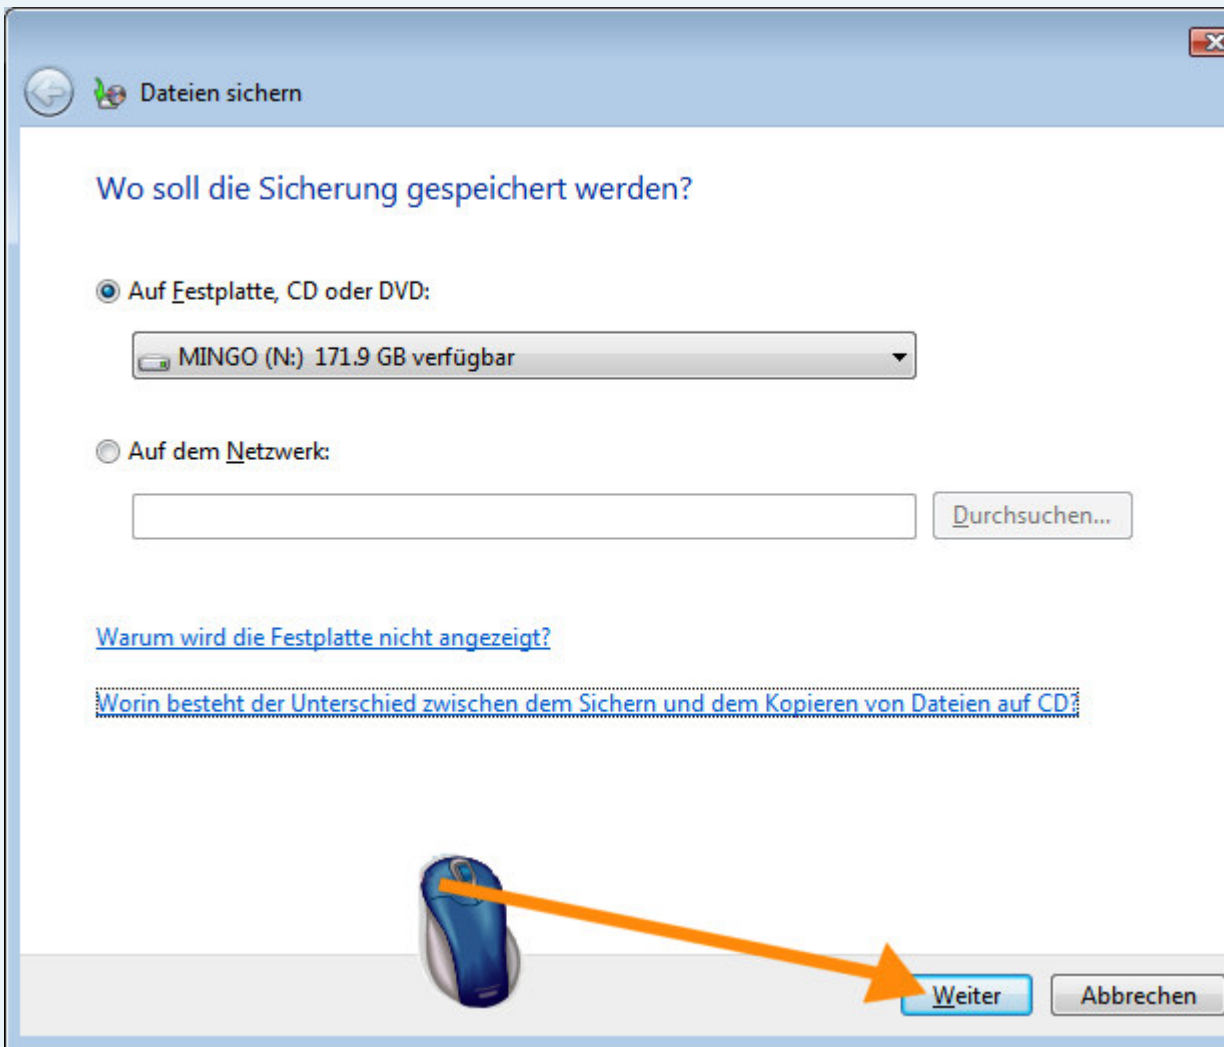 Dateien sichern
Wo soll die Sicherung gespeichert werden?
Auf Festplatte, CD oder DVD:
MINGO (N:) 171.9 GB verfügbar
Auf dem Netzwerk:
Durchsuchen...
Warum wird die Festplatte nicht angezeigt?
Worin besteht der Unterschied zwischen dem Sichern und dem Kopieren von Dateien auf CD?
Weiter
Abbrechen